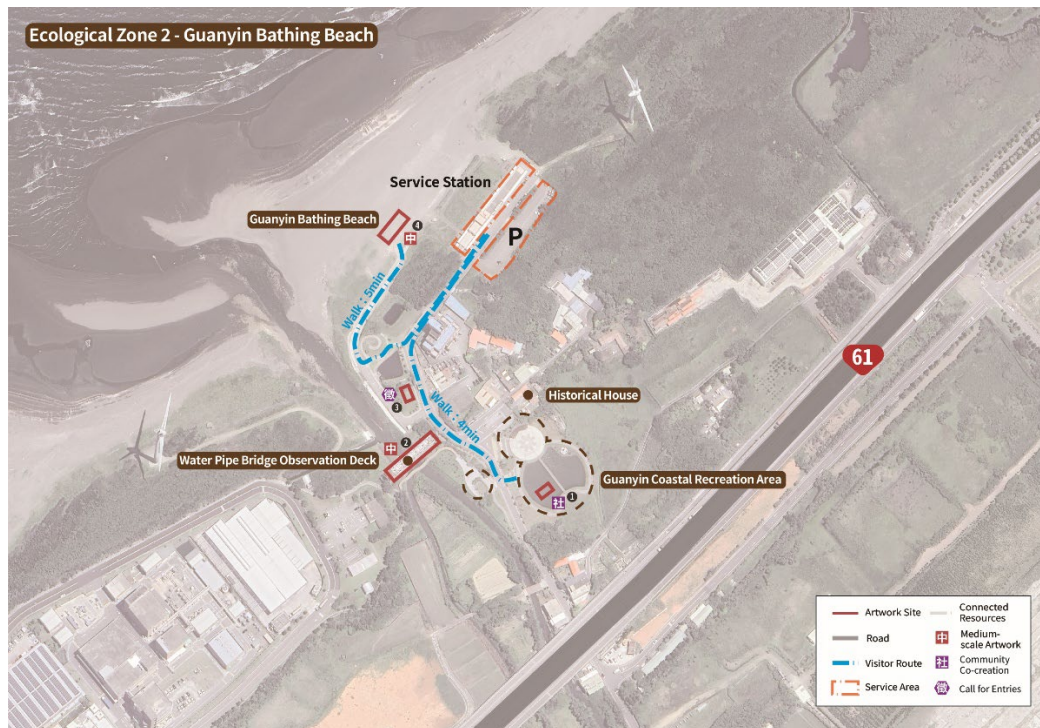 Ecological Zone 2 - Guanyin Bathing Beach
Service Station
Guanyin Bathing Beach
4
中
P
Walk：5min
61
徵
3
Walk：4min
Historical House
中
2
Water Pipe Bridge Observation Deck
Guanyin Coastal Recreation Area
社
1
Artwork Site
Connected
Resources
Road
中
Medium-
scale Artwork
Visitor Route
社
Community
Co-creation
Service Area
徵
Call for Entries